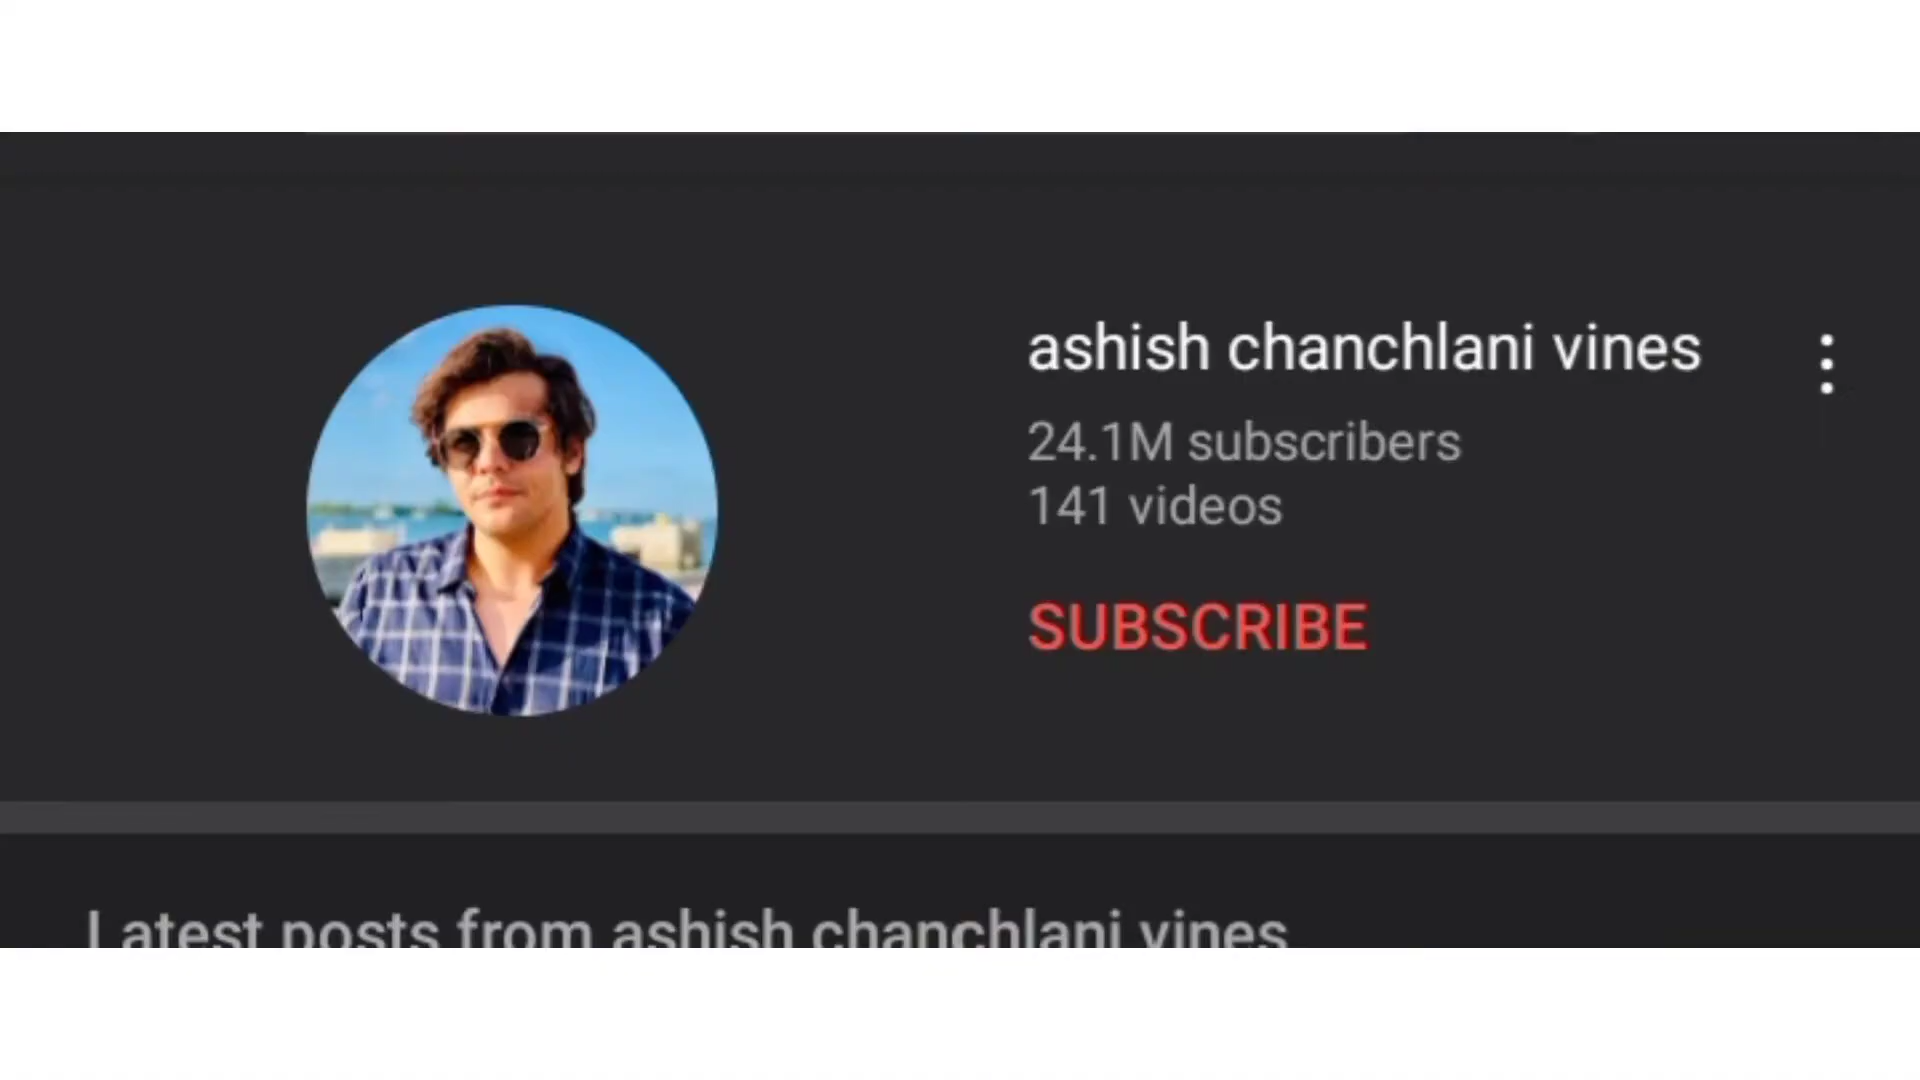 ashish chanchlani vines
24.1M subscribers
141 videos
SUBSCRIBE
Latest posts from ashish chanchlani vines